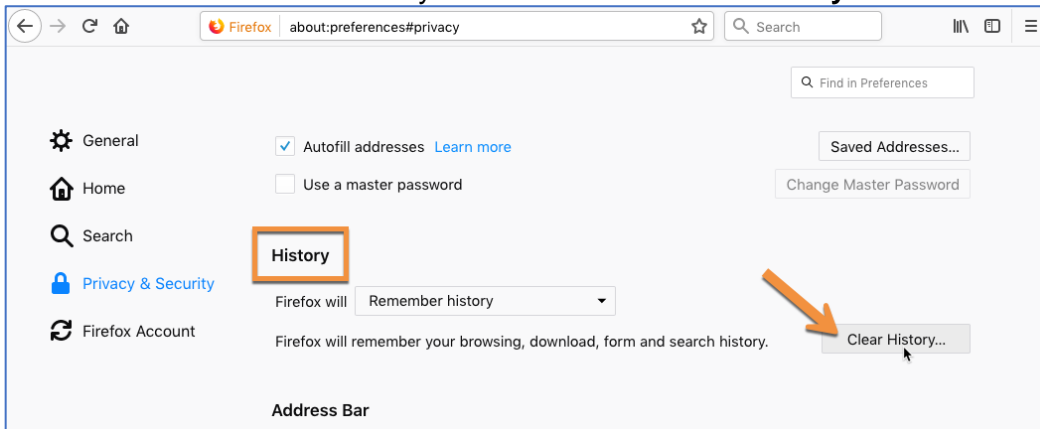 Firefox about:preferences#privacy Search
Find in Preferences
General
Home
Search
Privacy & Security
Firefox Account
Autofill addresses Learn more Saved Addresses...
Use a master password Change Master Password
History
Firefox will Remember history
Firefox will remember your browsing, download, form and search history. Clear History...
Address Bar